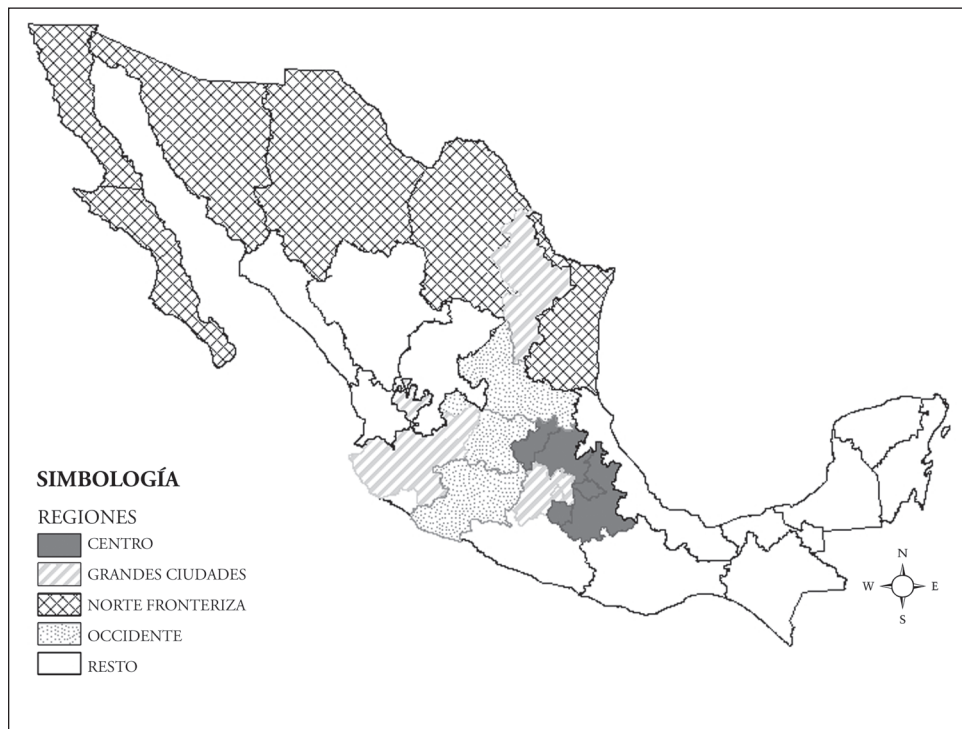 SIMBOLOGÍA
REGIONES
CENTRO
GRANDES CIUDADES
NORTE FRONTERIZA
OCCIDENTE
RESTO
N
W E
S